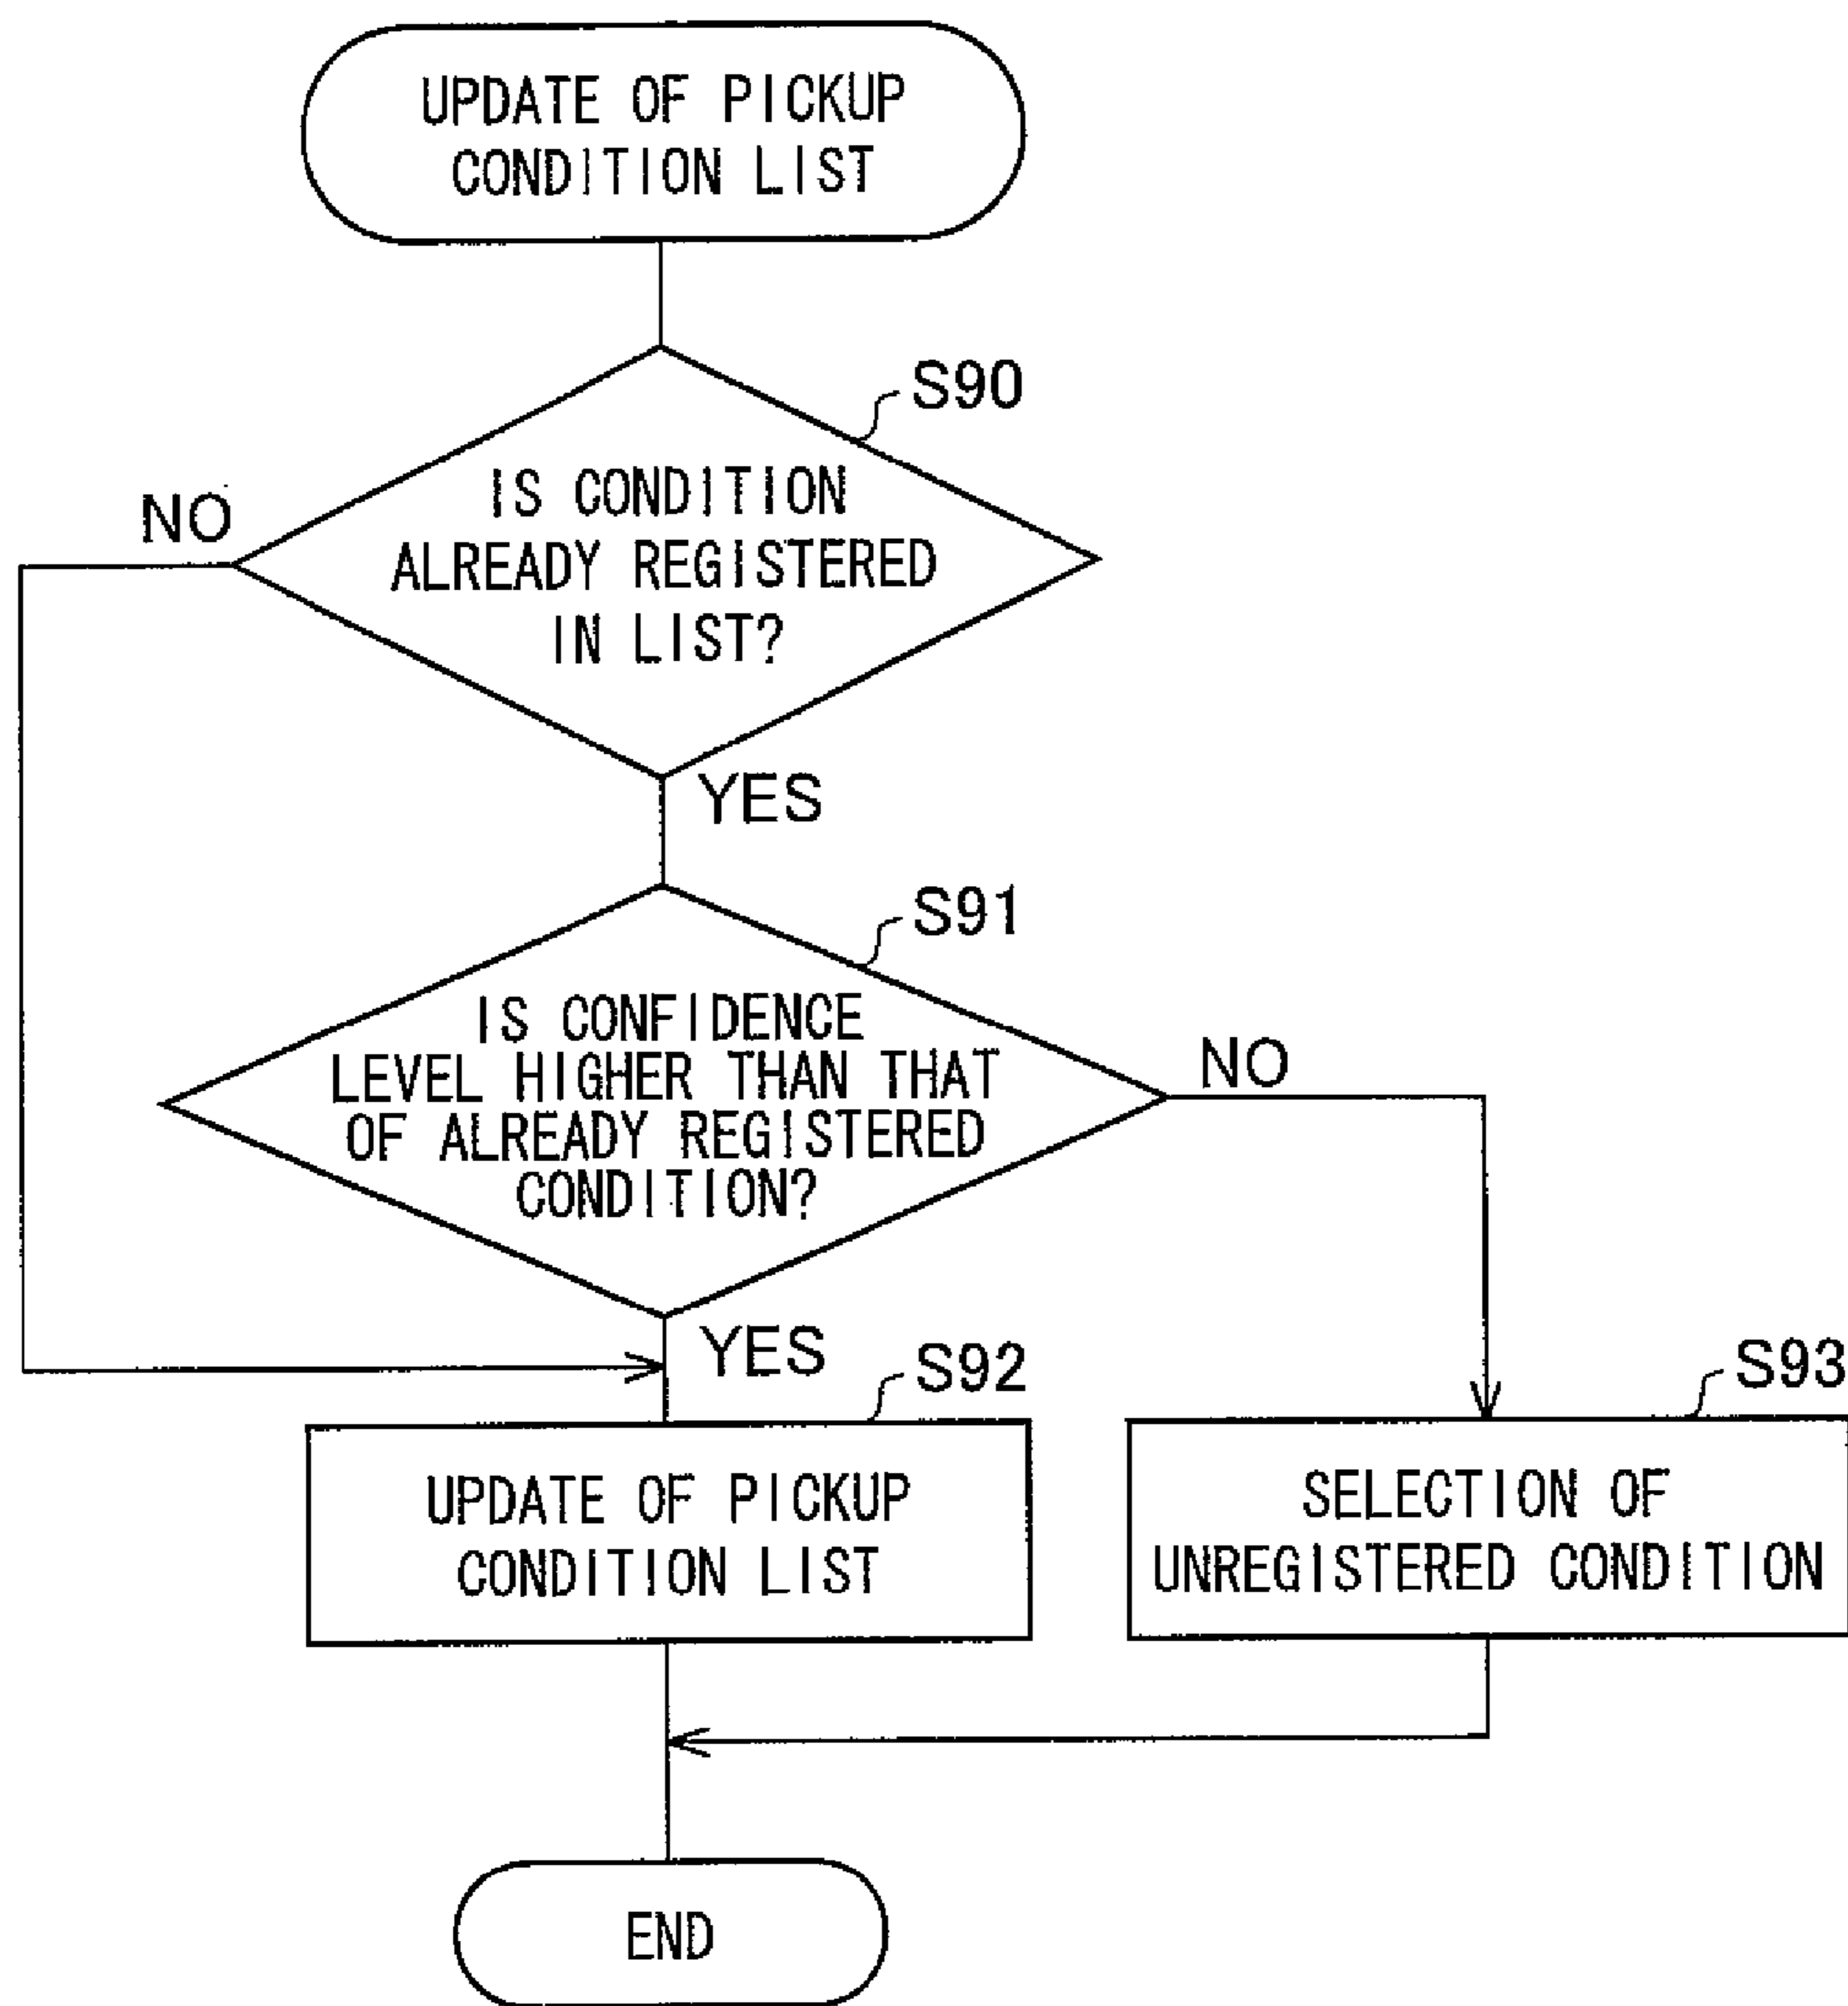 UPDATE OF PICKUP
CONDITION LIST
S90
IS CONDITION
ALREADY REGISTERED
IN LIST?
NO
YES
S91
IS CONFIDENCE
LEVEL HIGHER THAN THAT
OF ALREADY REGISTERED
CONDITION?
NO
YES
S92
UPDATE OF PICKUP
CONDITION LIST
S93
SELECTION OF
UNREGISTERED CONDITION
END